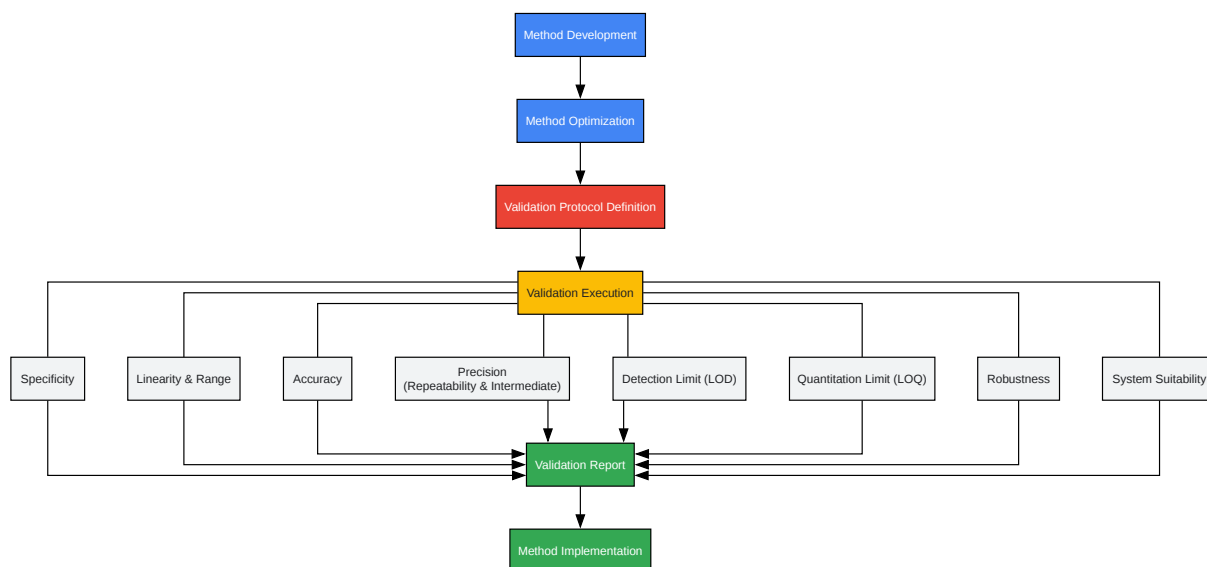 Method Development
Method Optimization
Validation Protocol Definition
Validation Execution
Specificity
Linearity & Range
Accuracy
Precision
(Repeatability & Intermediate)
Detection Limit (LOD)
Quantitation Limit (LOQ)
Robustness
System Suitability
Validation Report
Method Implementation